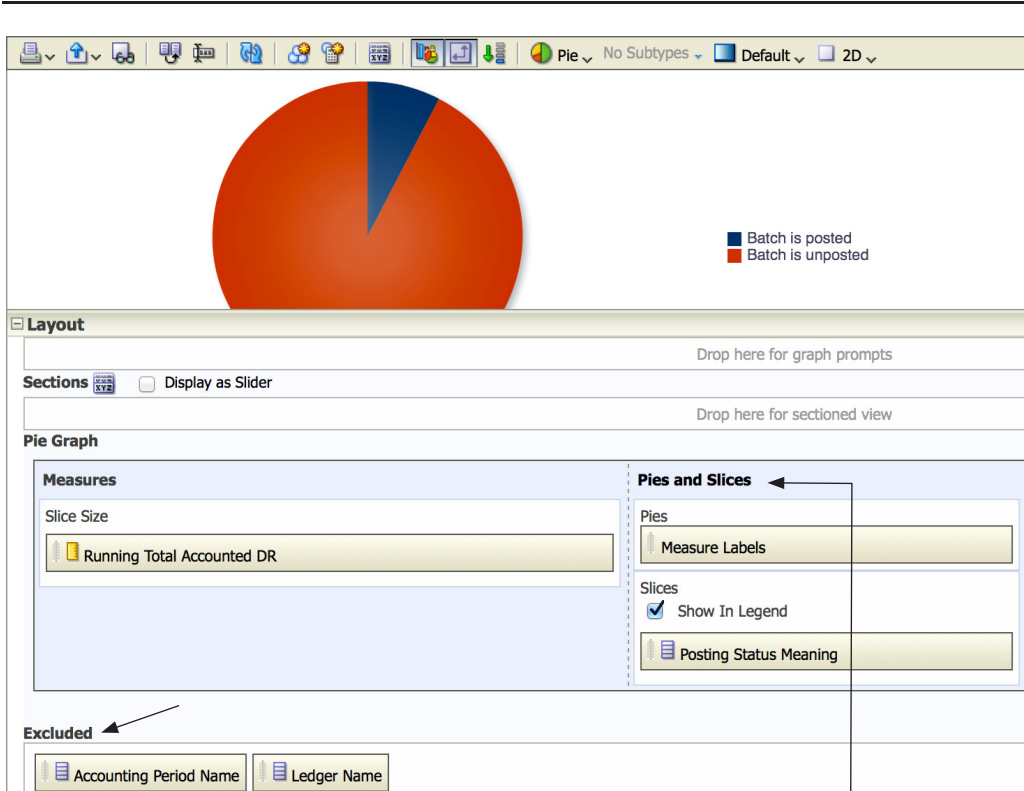 Pie No Subtypes Default 2D
Batch is posted
Batch is unposted
Layout
Drop here for graph prompts
Sections Display as Slider
Drop here for sectioned view
Pie Graph
Measures
Slice Size
Running Total Accounted DR
Pies and Slices
Pies
Measure Labels
Slices
Show In Legend
Posting Status Meaning
Excluded
Accounting Period Name Ledger Name